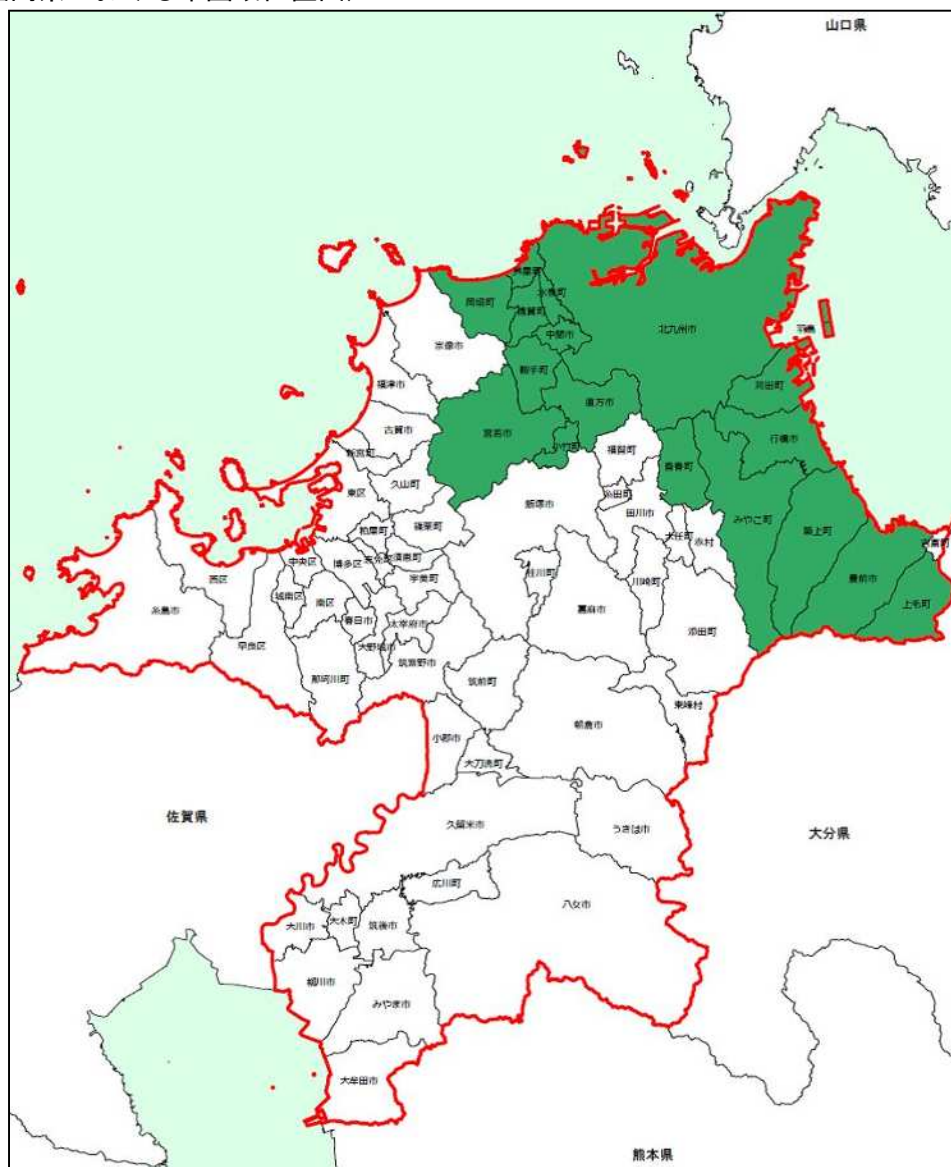 山口県
芦屋町
岡垣町
水巻町
遠賀町
北九州市
羽島
中間市
宗像市
鞍手町
苅田町
福津市
直方市
古賀市
宮若市
行橋市
小竹町
福智町
新宮町
香春町
久山町
東区
糸田町
飯塚市
田川市
みやこ町
篠栗町
粕屋町
大任町
赤村
築上町
吉富町
志免町
須惠町
中央区
博多区
西区
宇美町
桂川町
川崎町
豊前市
城南区
南区
上毛町
糸島市
春日市
太宰府市
嘉麻市
添田町
早良区
大野城市
筑紫野市
那珂川町
筑前町
東峰村
朝倉市
小郡市
大刀洗町
佐賀県
久留米市
うきは市
大分県
広川町
八女市
大川市
大木町
筑後市
柳川市
みやま市
大牟田市
熊本県